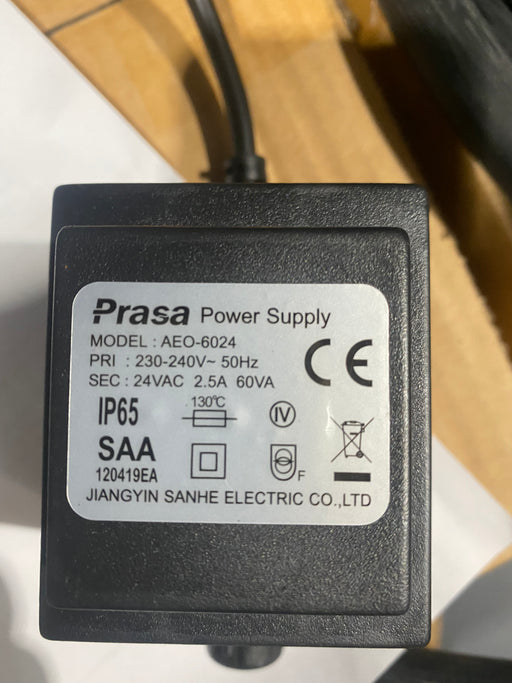 Prasa Power Supply
MODEL : AEO-6024
PRI : 230-240V~ 50Hz
SEC : 24VAC 2.5A 60VA
CE
IP65
130℃
IV
SAA
120419EA
F
JIANGYIN SANHE ELECTRIC CO.,LTD